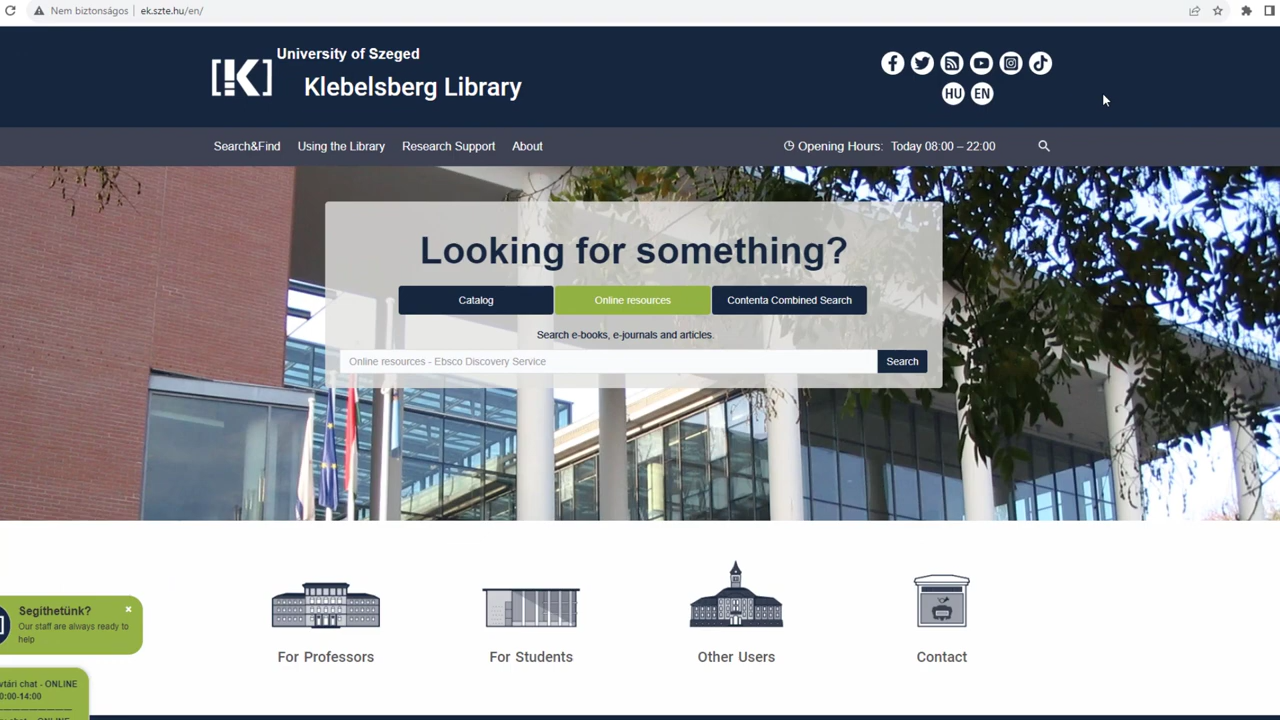 Nem biztonságos
ek.szte.hu/en/
University of Szeged
[K]
Klebelsberg Library
HU EN
Search&Find Using the Library Research Support About
Opening Hours: Today 08:00 – 22:00
Looking for something?
Catalog Online resources Contenta Combined Search
Search e-books, e-journals and articles.
Online resources - Ebsco Discovery Service Search
Segíthetünk?
Our staff are always ready to
help
For Professors For Students Other Users Contact
chat - ONLINE
0:00-14:00